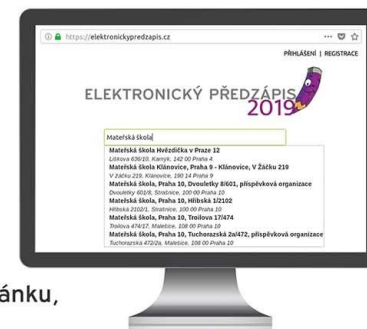 https://elektronickypredzapis.cz
PŘIHLÁŠENÍ | REGISTRACE
ELEKTRONICKÝ PŘEDZÁPIS
2019
Mateřská škola
Mateřská škola Hvězdička v Praze 12
Liškova 636/10, Kamýk, 142 00 Praha 4
Mateřská škola Klánovice, Praha 9 - Klánovice, V Žáčku 219
V žáčku 219, Klánovice, 190 14 Praha 9
Mateřská škola, Praha 10, Dvouletky 8/601, příspěvková organizace
Dvouletky 601/8, Strašnice, 100 00 Praha 10
Mateřská škola, Praha 10, Hřibská 1/2102
Hřibská 2102/1, Strašnice, 100 00 Praha 10
Mateřská škola, Praha 10, Troilova 17/474
Troilova 474/17, Malešice, 108 00 Praha 10
Mateřská škola, Praha 10, Tuchorazská 2a/472, příspěvková organizace
Tuchorazská 472/2a, Malešice, 108 00 Praha 10
ánku,